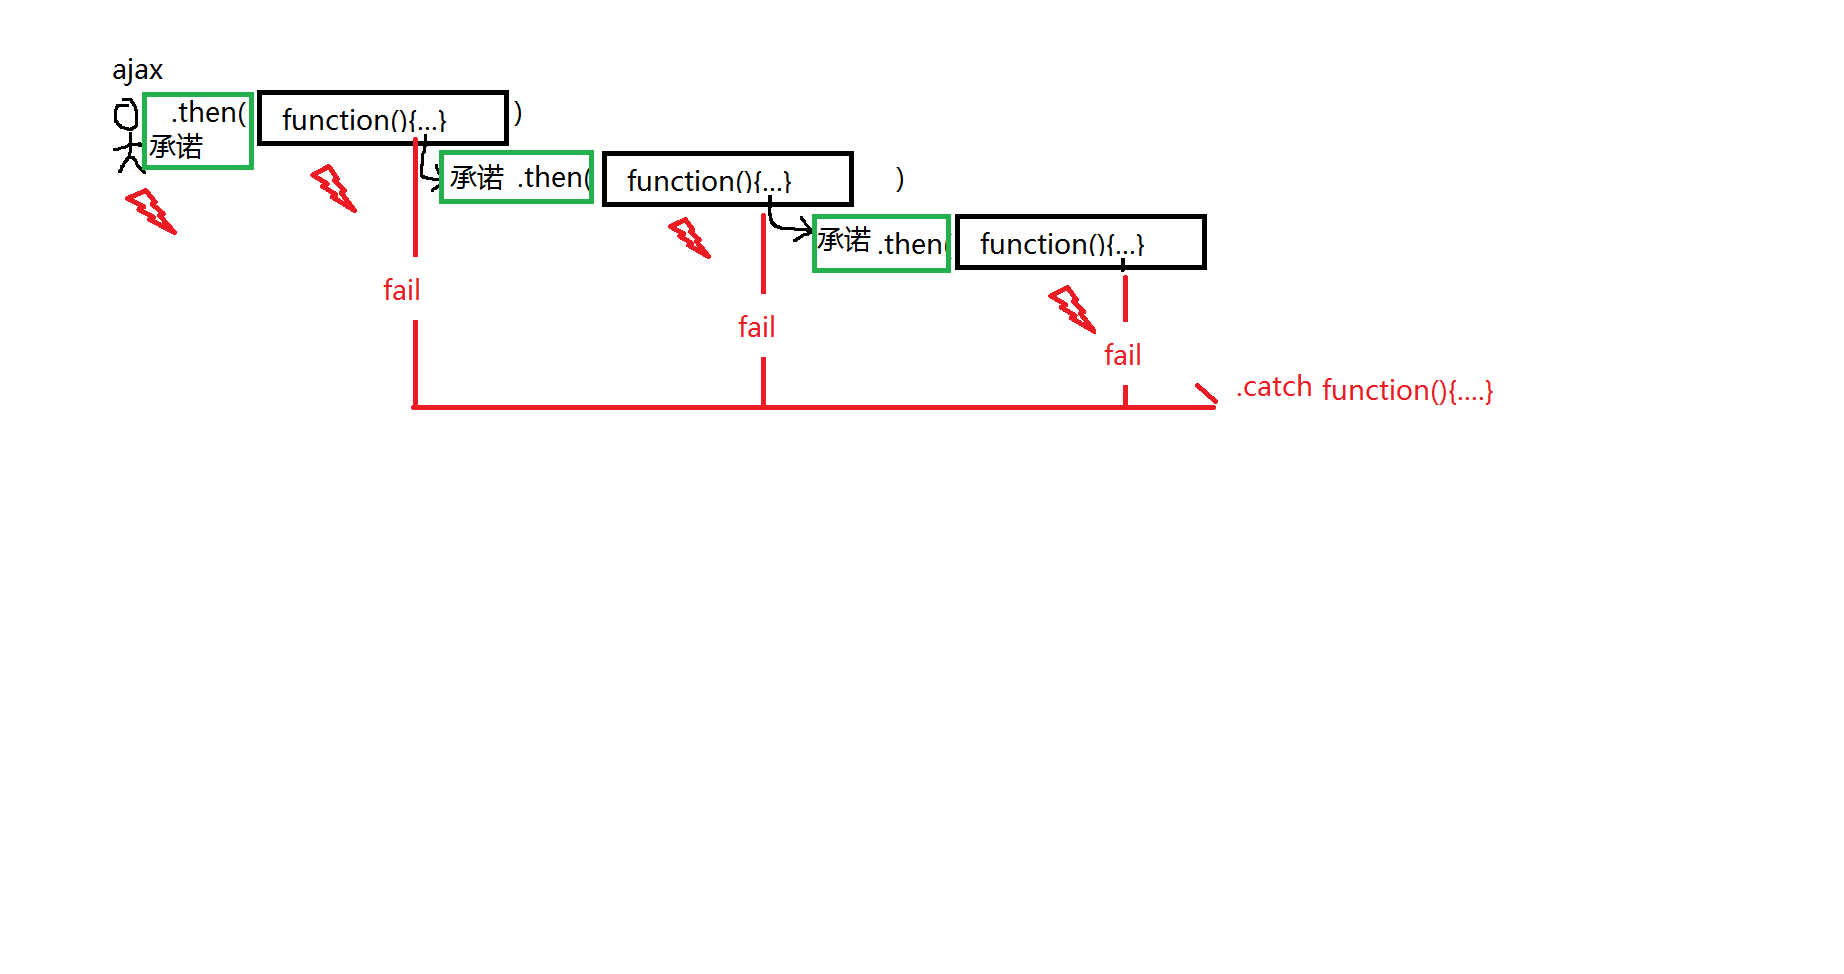 ajax
.then( function(){...} )
承诺
承诺 .then( function(){...} )
承诺 .then( function(){...}
fail
fail
fail
.catch function(){....}